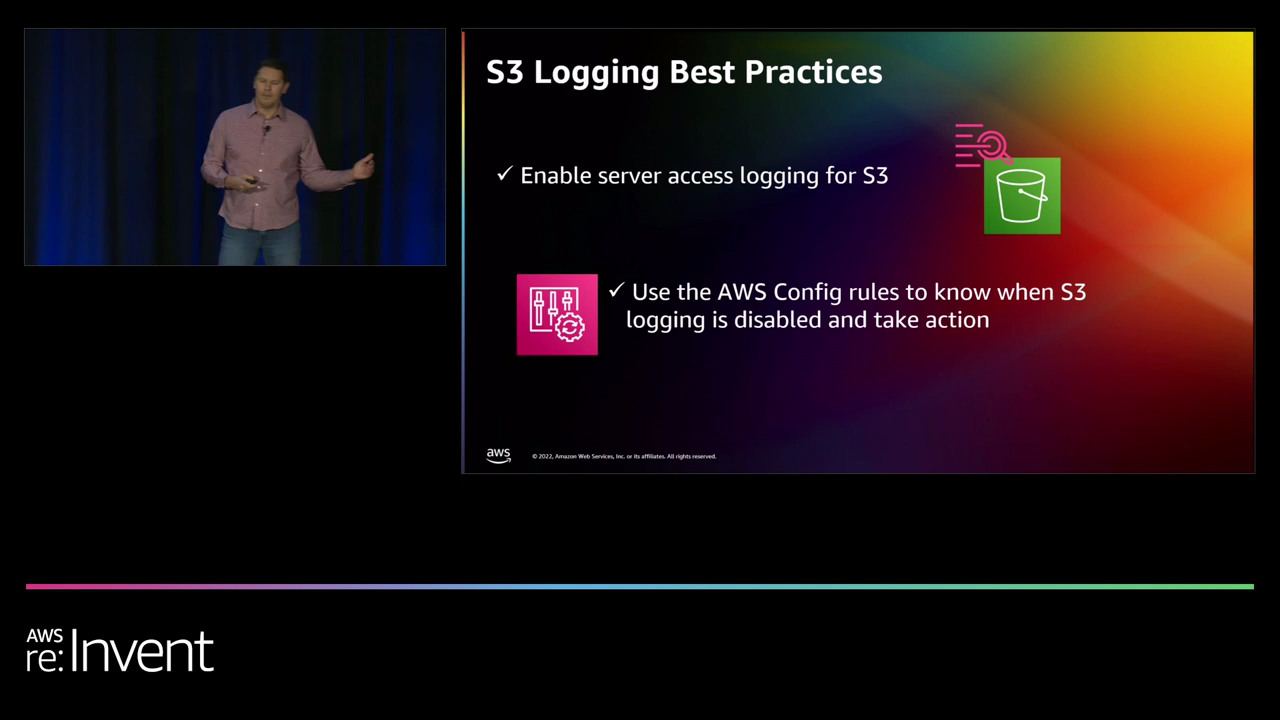 S3 Logging Best Practices
✓ Enable server access logging for S3
✓ Use the AWS Config rules to know when S3
logging is disabled and take action
aws
© 2022, Amazon Web Services, Inc. or its affiliates. All rights reserved.
AWS
re:Invent